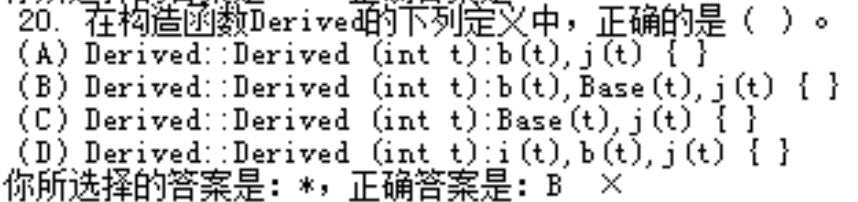 20. 在构造函数Derived的下列定义中，正确的是（ ）。
(A) Derived::Derived (int t):b(t),j(t) { }
(B) Derived::Derived (int t):b(t),Base(t),j(t) { }
(C) Derived::Derived (int t):Base(t),j(t) { }
(D) Derived::Derived (int t):i(t),b(t),j(t) { }
你所选择的答案是：*，正确答案是：B ×